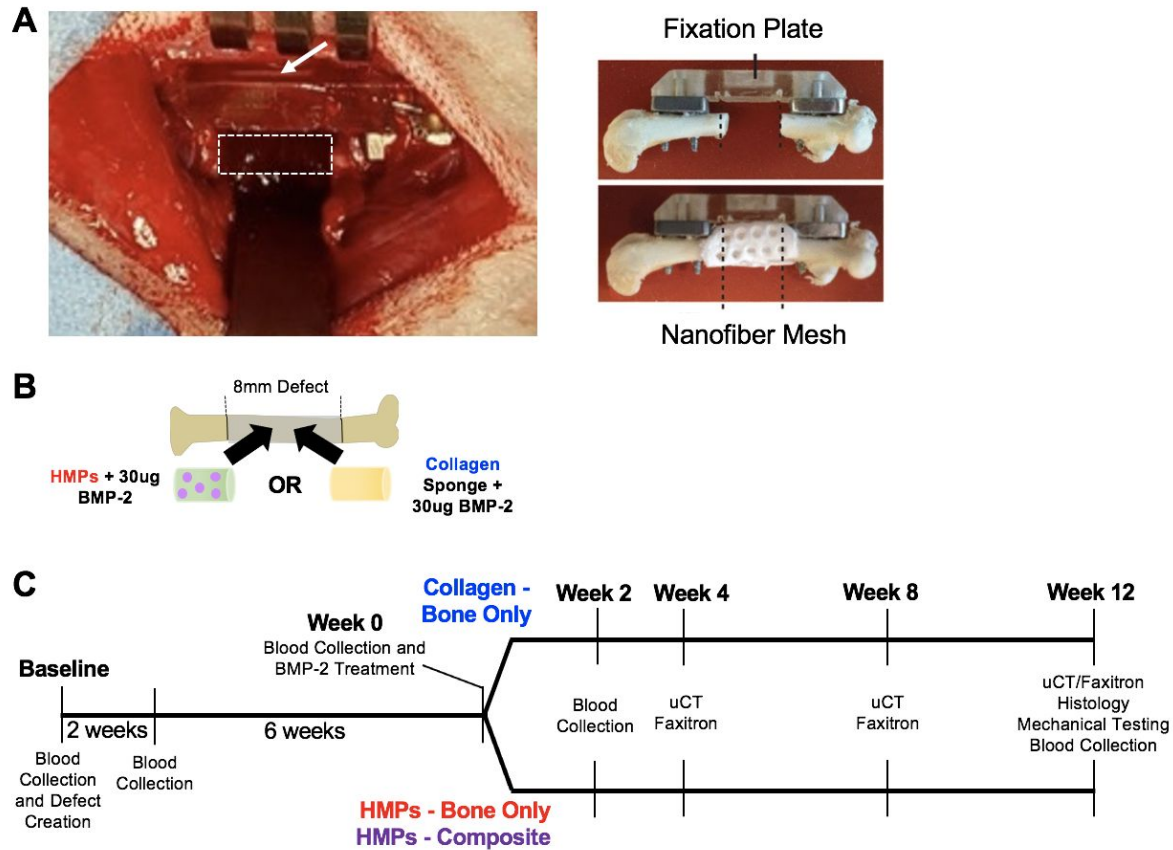 A
Fixation Plate
Nanofiber Mesh
B
8mm Defect
HMPs + 30ug
BMP-2
OR
Collagen
Sponge +
30ug BMP-2
C
Baseline
2 weeks
Blood
Collection
and Defect
Creation
Blood
Collection
6 weeks
Week 0
Blood Collection and
BMP-2 Treatment
Collagen -
Bone Only
HMPs - Bone Only
HMPs - Composite
Week 2
Blood
Collection
Week 4
uCT
Faxitron
Week 8
uCT
Faxitron
Week 12
uCT/Faxitron
Histology
Mechanical Testing
Blood Collection